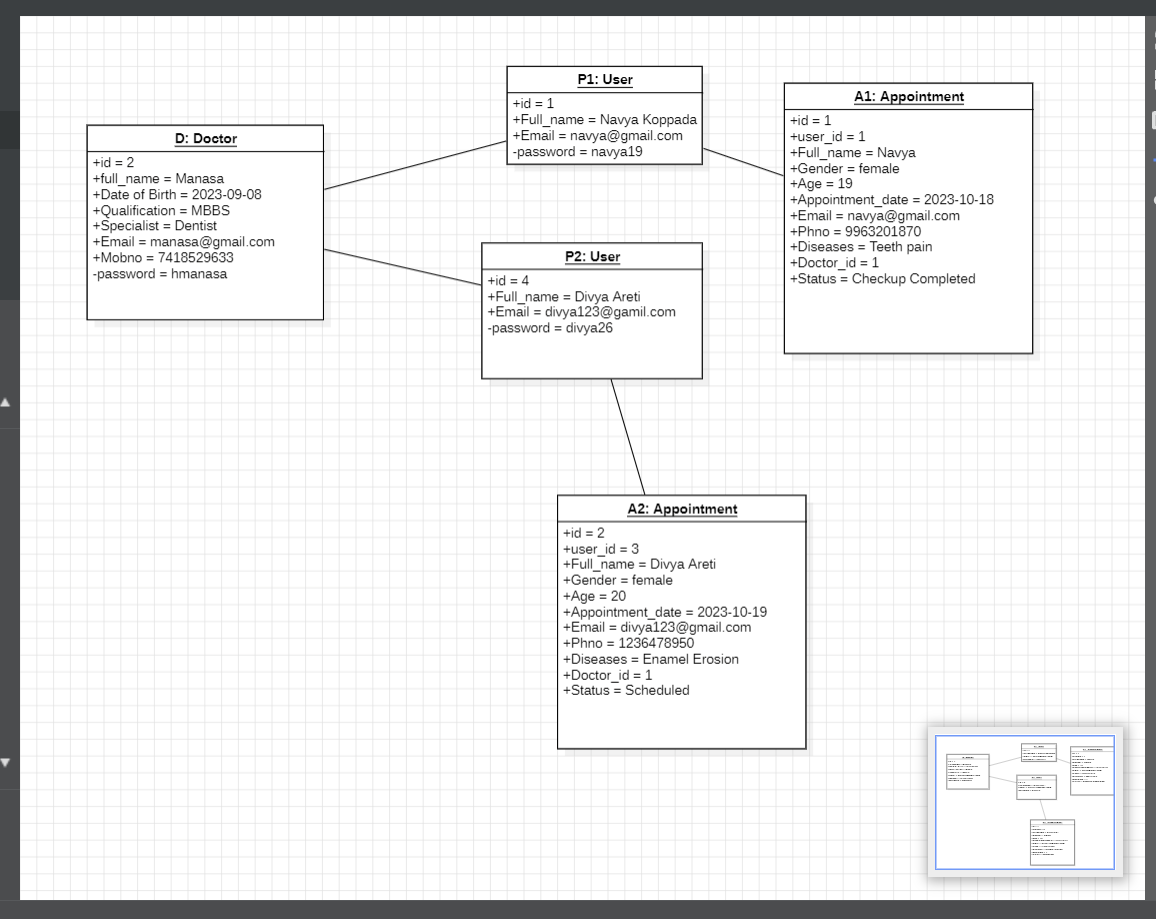 P1: User
+id = 1
+Full_name = Navya Koppada
+Email = navya@gmail.com
-password = navya19
A1: Appointment
+id = 1
+user_id = 1
+Full_name = Navya
+Gender = female
+Age = 19
+Appointment_date = 2023-10-18
+Email = navya@gmail.com
+Phno = 9963201870
+Diseases = Teeth pain
+Doctor_id = 1
+Status = Checkup Completed
D: Doctor
+id = 2
+full_name = Manasa
+Date of Birth = 2023-09-08
+Qualification = MBBS
+Specialist = Dentist
+Email = manasa@gmail.com
+Mobno = 7418529633
-password = hmanasa
P2: User
+id = 4
+Full_name = Divya Areti
+Email = divya123@gamil.com
-password = divya26
A2: Appointment
+id = 2
+user_id = 3
+Full_name = Divya Areti
+Gender = female
+Age = 20
+Appointment_date = 2023-10-19
+Email = divya123@gmail.com
+Phno = 1236478950
+Diseases = Enamel Erosion
+Doctor_id = 1
+Status = Scheduled